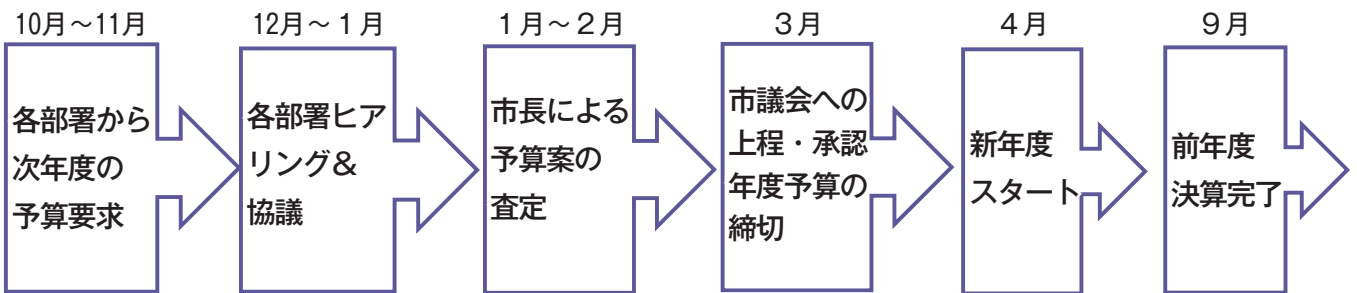 10月～11月
各部署から
次年度の
予算要求
12月～１月
各部署ヒア
リング＆
協議
１月～２月
市長による
予算案の
査定
３月
市議会への
上程・承認
年度予算の
締切
４月
新年度
スタート
９月
前年度
決算完了